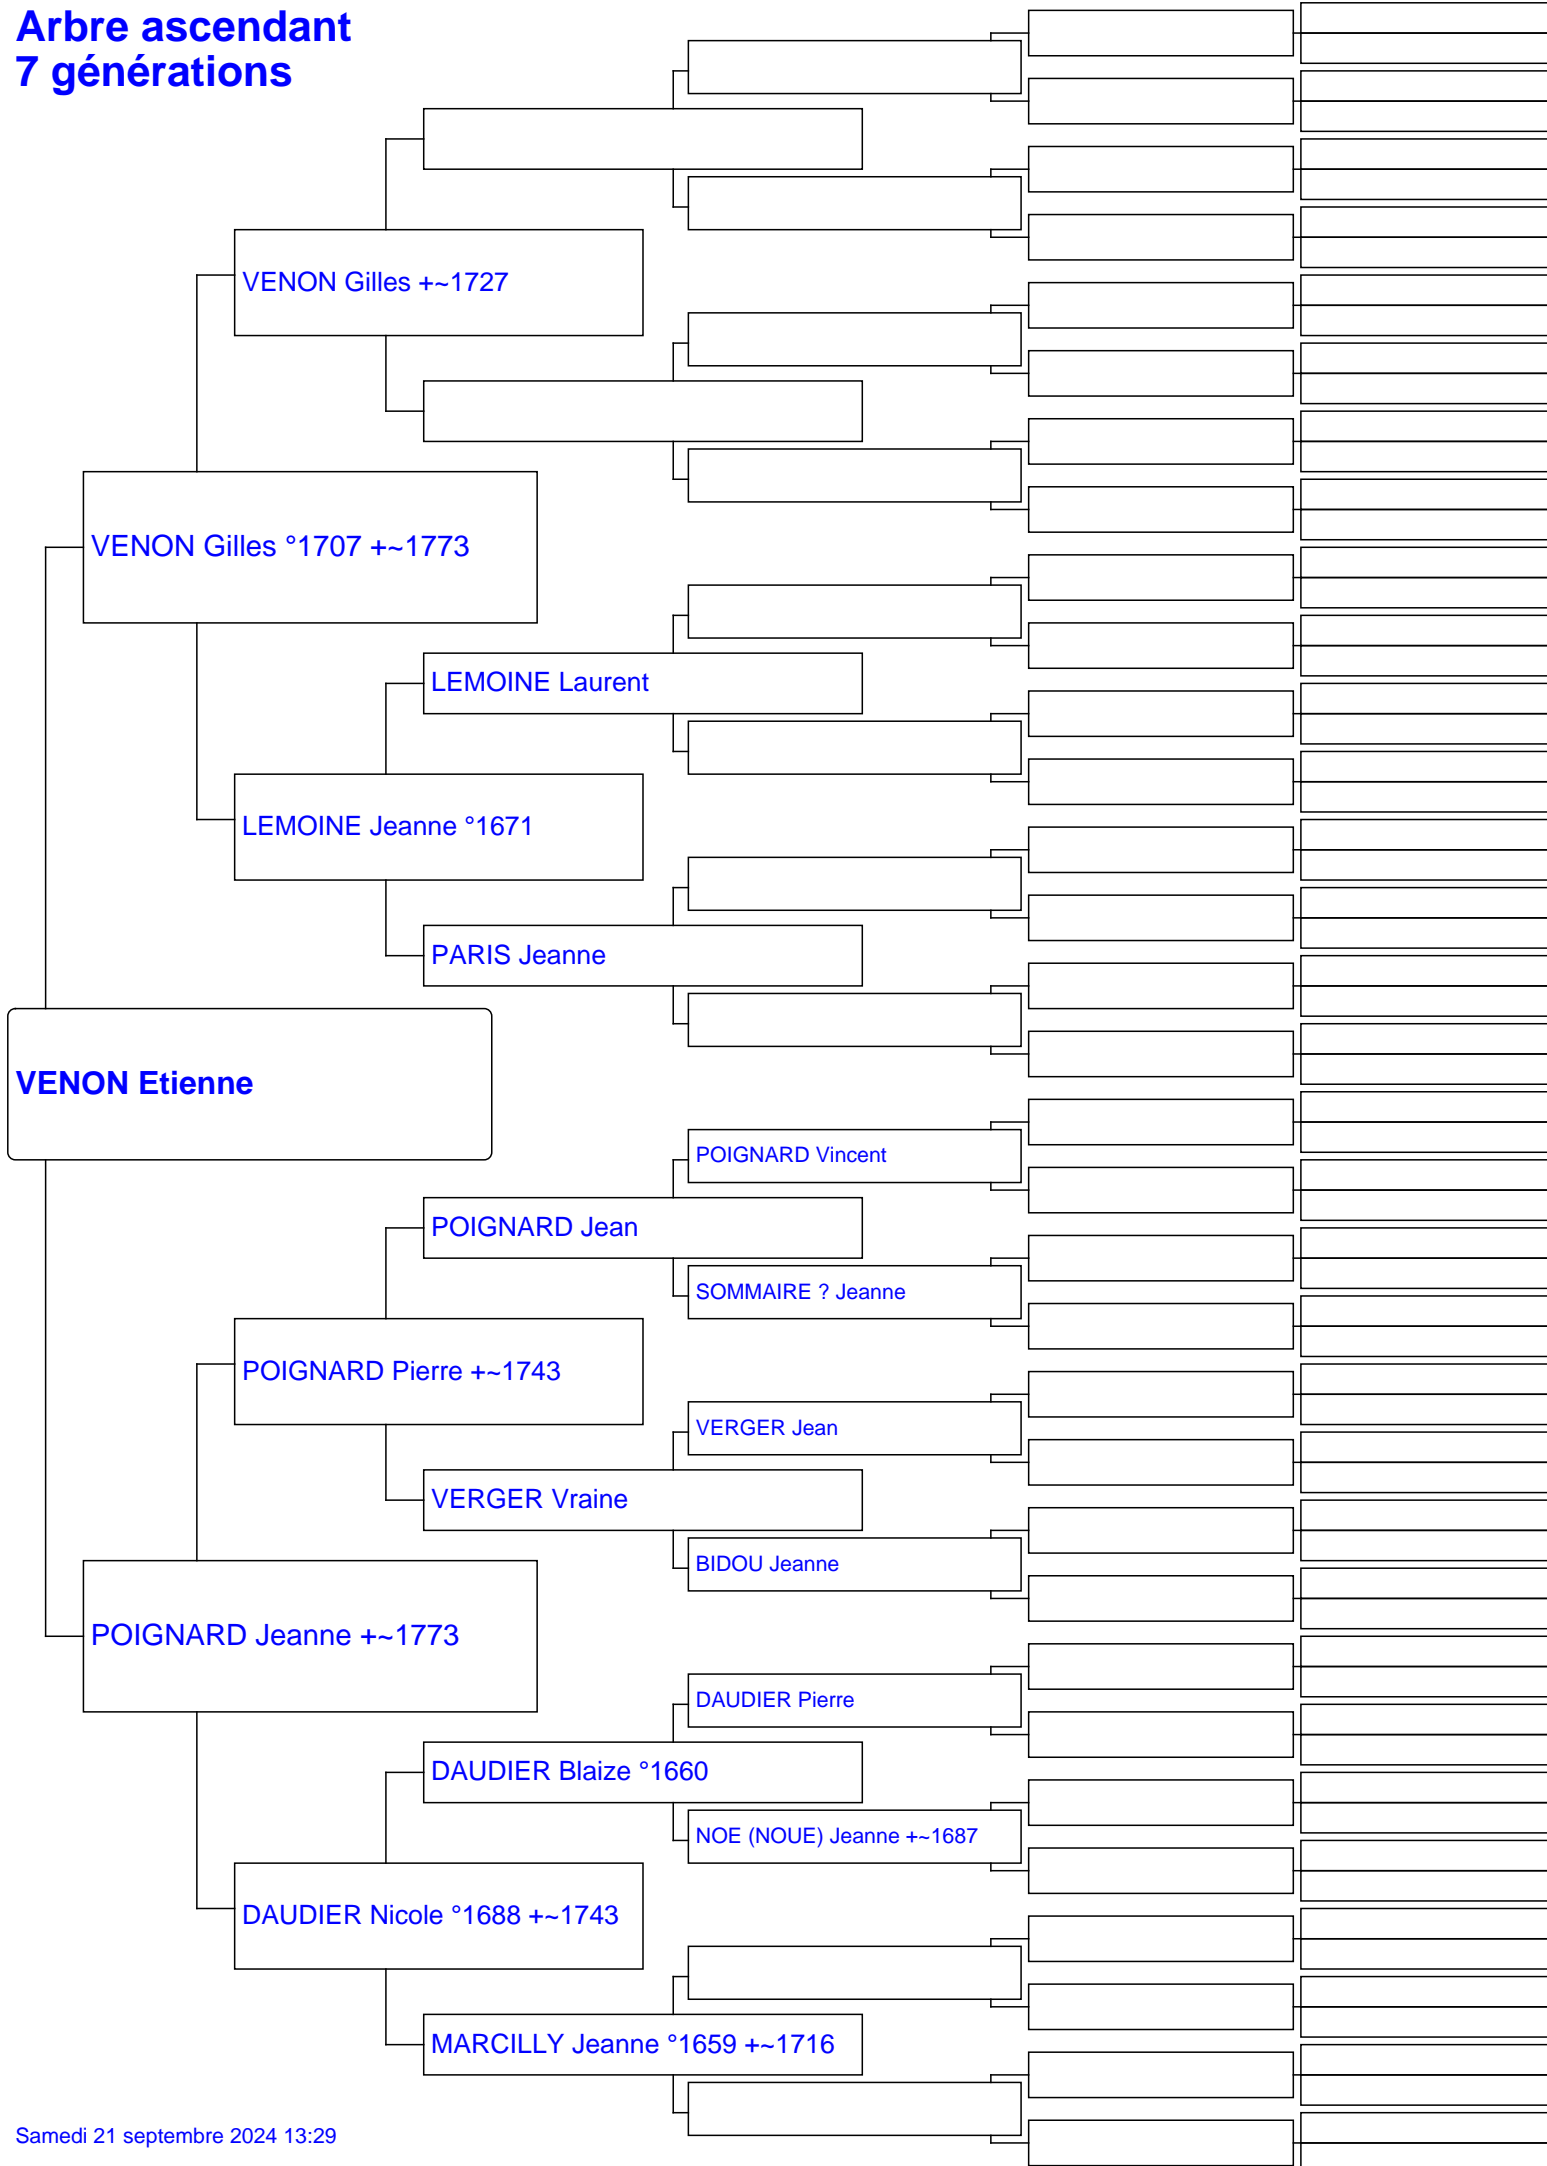 Arbre ascendant
7 générations
VENON Gilles +~1727
VENON Gilles °1707 +~1773
LEMOINE Laurent
LEMOINE Jeanne °1671
PARIS Jeanne
VENON Etienne
POIGNARD Vincent
POIGNARD Jean
SOMMAIRE ? Jeanne
POIGNARD Pierre +~1743
VERGER Jean
VERGER Vraine
BIDOU Jeanne
POIGNARD Jeanne +~1773
DAUDIER Pierre
DAUDIER Blaize °1660
NOE (NOUE) Jeanne +~1687
DAUDIER Nicole °1688 +~1743
MARCILLY Jeanne °1659 +~1716
Samedi 21 septembre 2024 13:29